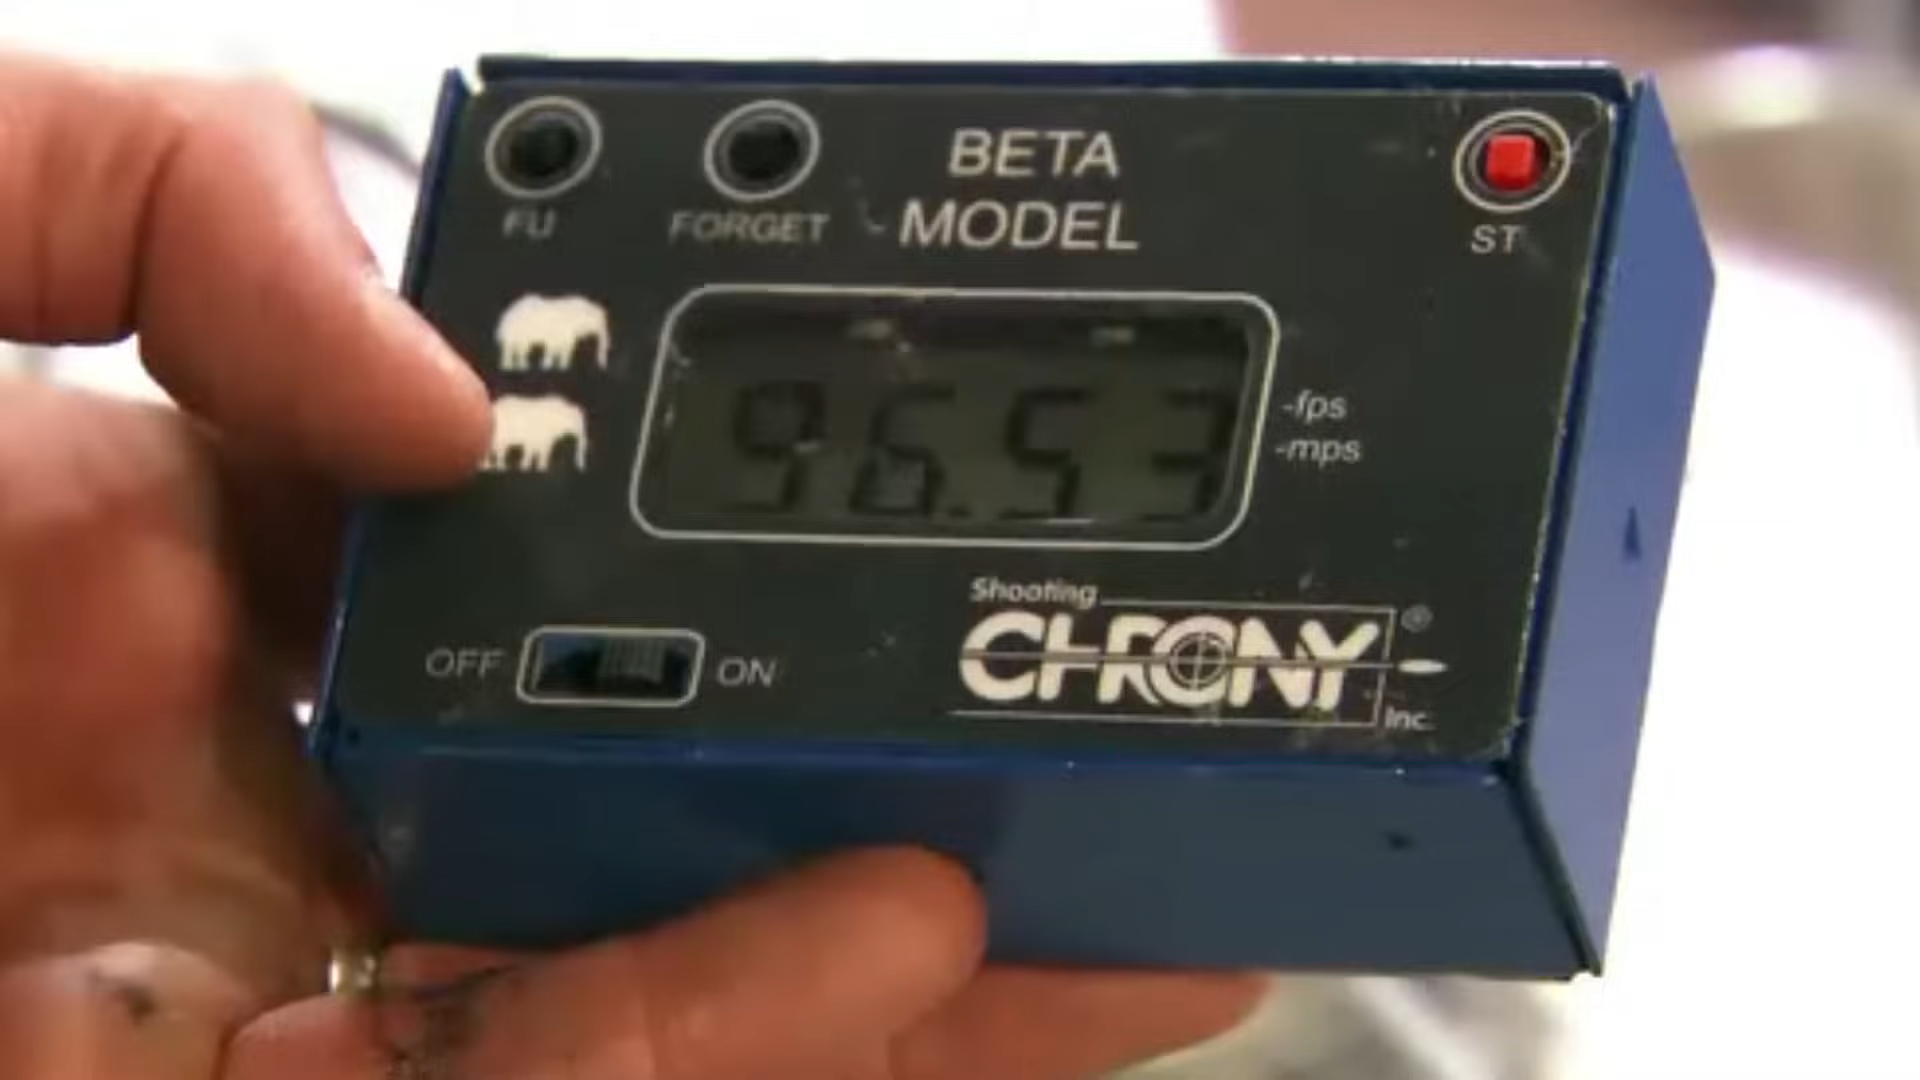 BETA
MODEL
FU
FORGET
ST
96.53
-fps
-mps
OFF
ON
Shooting
CHRONY®
Inc.